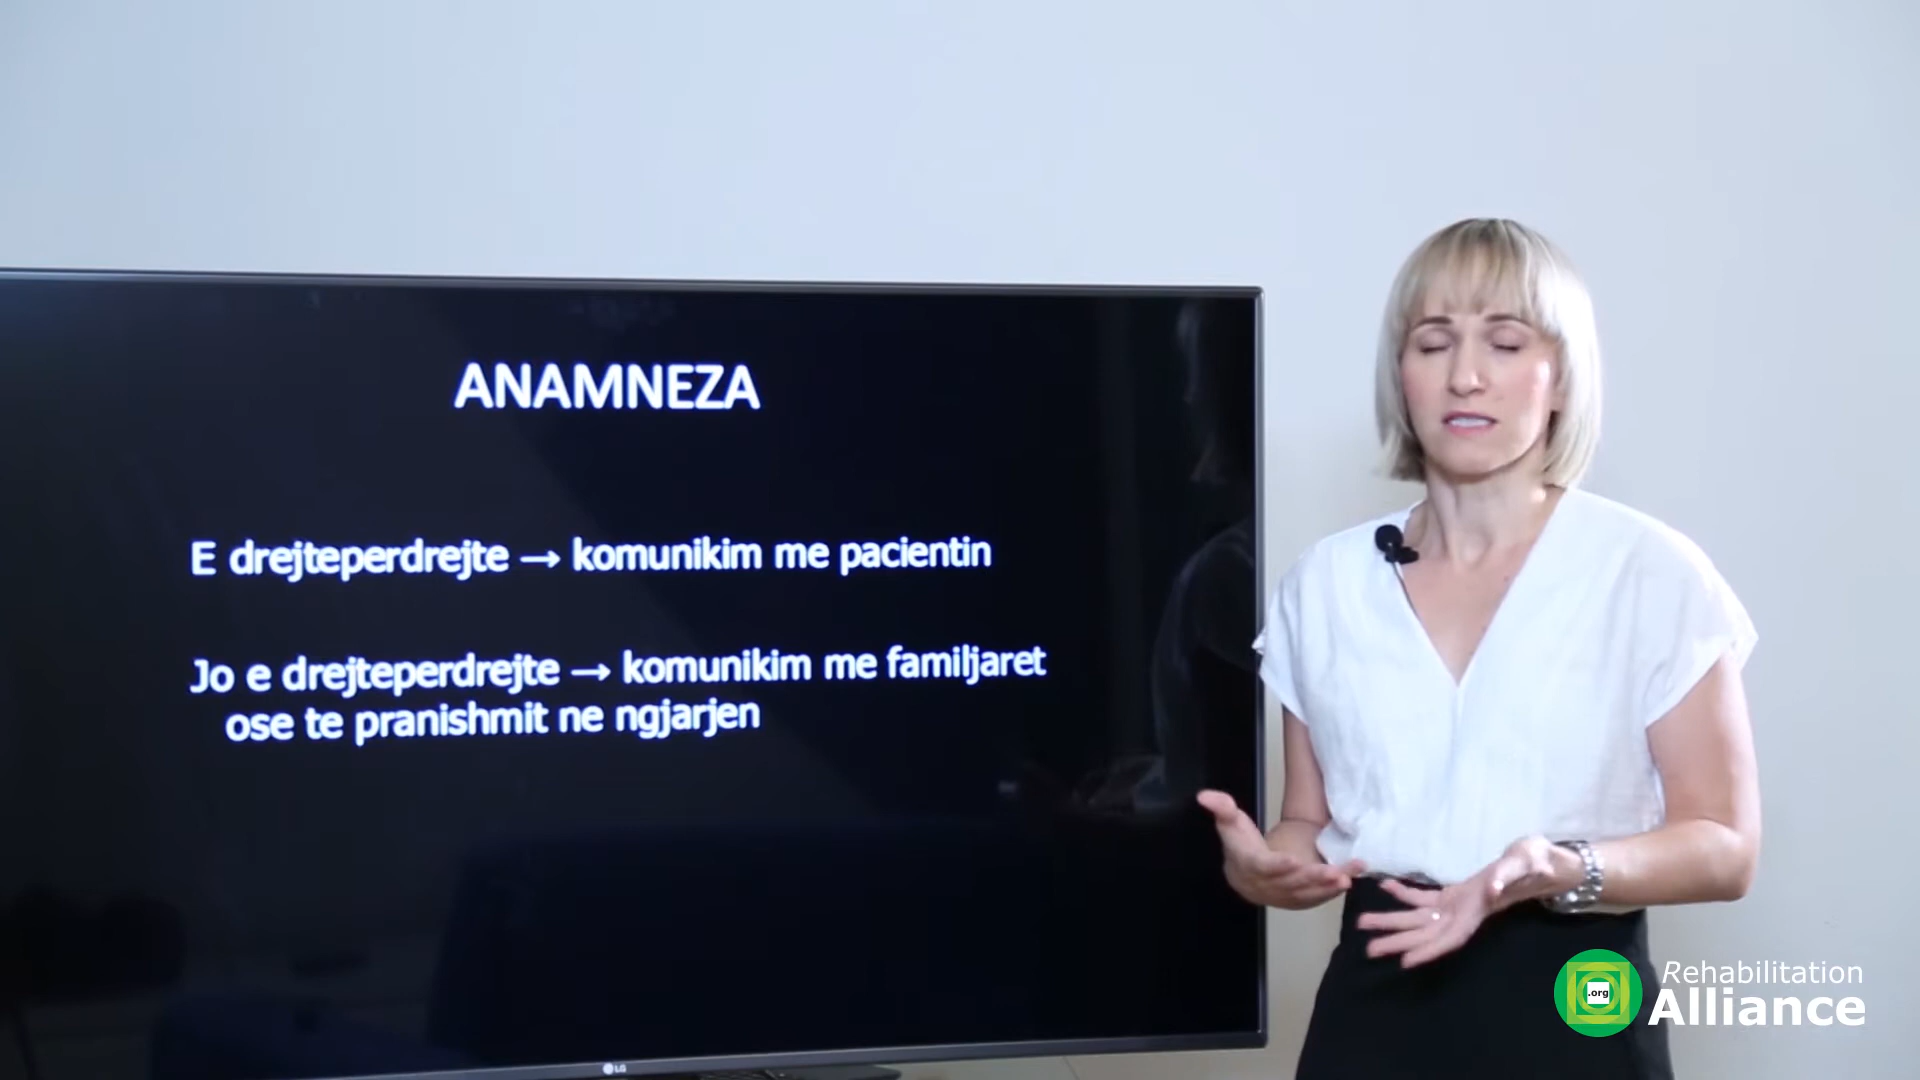 ANAMNEZA
E drejteperdrejte → komunikim me pacientin
Jo e drejteperdrejte → komunikim me familjaret
ose te pranishmit ne ngjarjen
LG
.org
Rehabilitation
Alliance